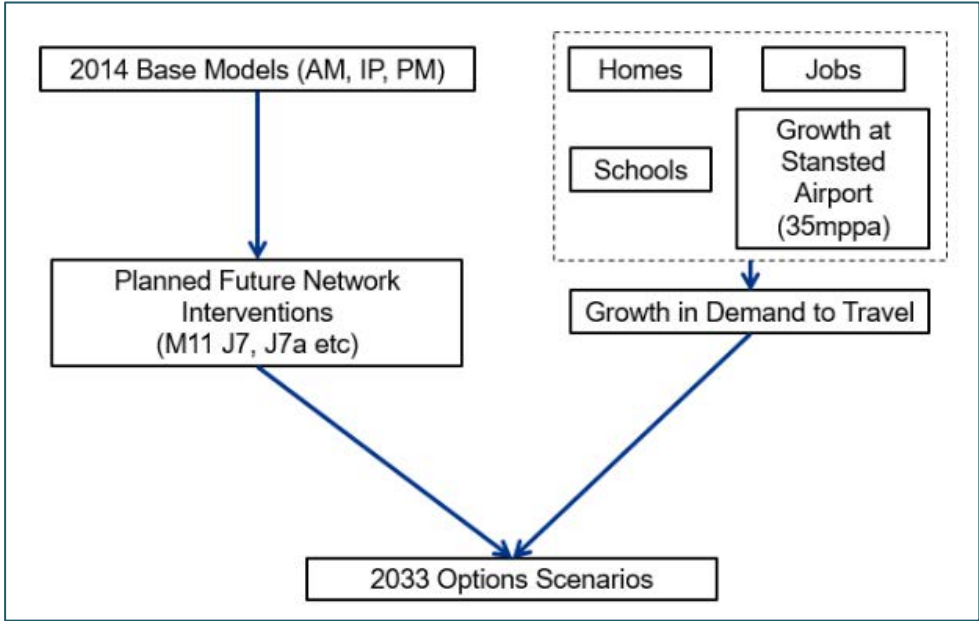 2014 Base Models (AM, IP, PM)
Homes
Jobs
Schools
Growth at
Stansted
Airport
(35mppa)
Planned Future Network
Interventions
(M11 J7, J7a etc)
Growth in Demand to Travel
2033 Options Scenarios